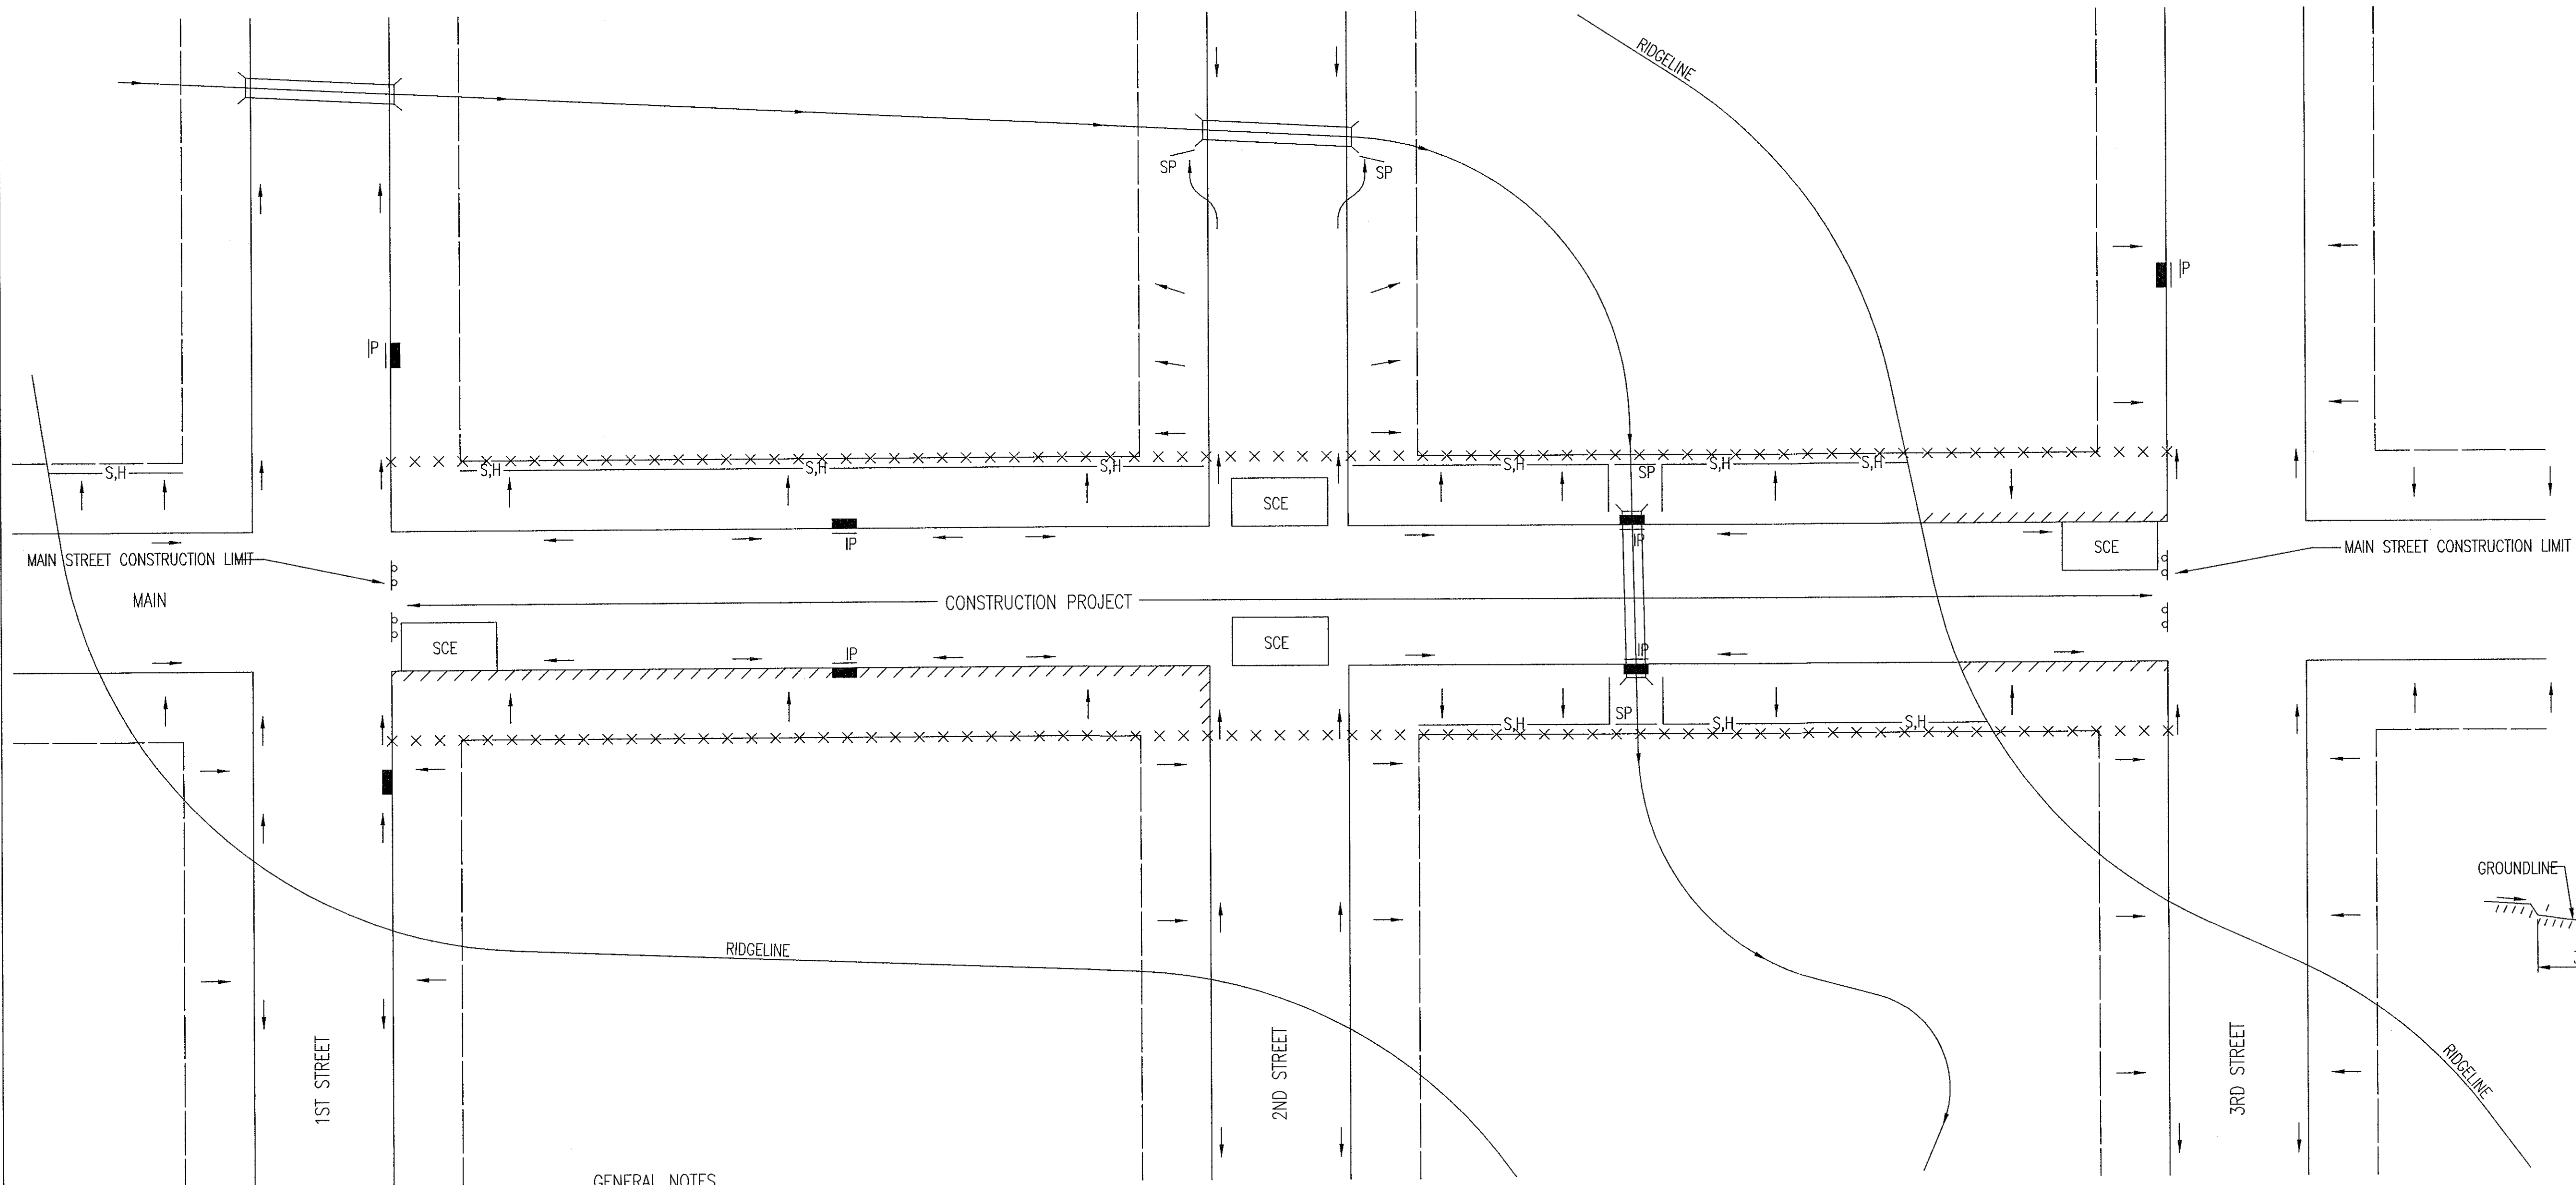 RIDGELINE
SP
SP
IP
IP
S,H
S,H
S,H
S,H
S,H
SP
S,H
S,H
SCE
IP
IP
SCE
MAIN STREET CONSTRUCTION LIMIT
MAIN STREET CONSTRUCTION LIMIT
MAIN
CONSTRUCTION PROJECT
SCE
IP
SCE
IP
S,H
SP
S,H
S,H
GROUNDLINE
RIDGELINE
1ST STREET
2ND STREET
3RD STREET
RIDGELINE
GENERAL NOTES